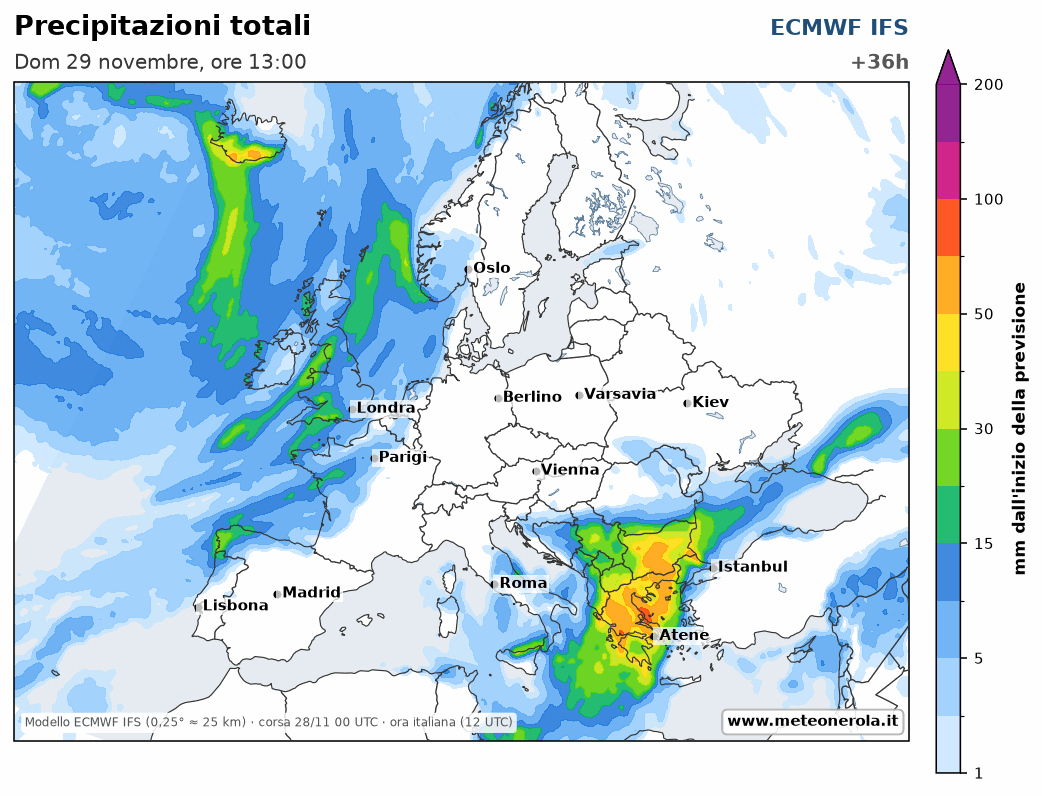 Precipitazioni totali
ECMWF IFS
Dom 29 novembre, ore 13:00
+36h
200
100
50
30
15
5
1
mm dall'inizio della previsione
Oslo
Londra
Berlino
Varsavia
Kiev
Parigi
Vienna
Istanbul
Roma
Madrid
Lisbona
Atene
Modello ECMWF IFS (0,25° ≈ 25 km) · corsa 28/11 00 UTC · ora italiana (12 UTC)
www.meteonerola.it